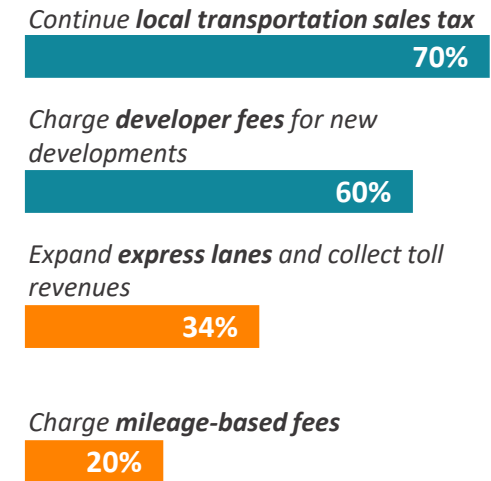 Continue local transportation sales tax
70%
Charge developer fees for new
developments
60%
Expand express lanes and collect toll
revenues
34%
Charge mileage-based fees
20%